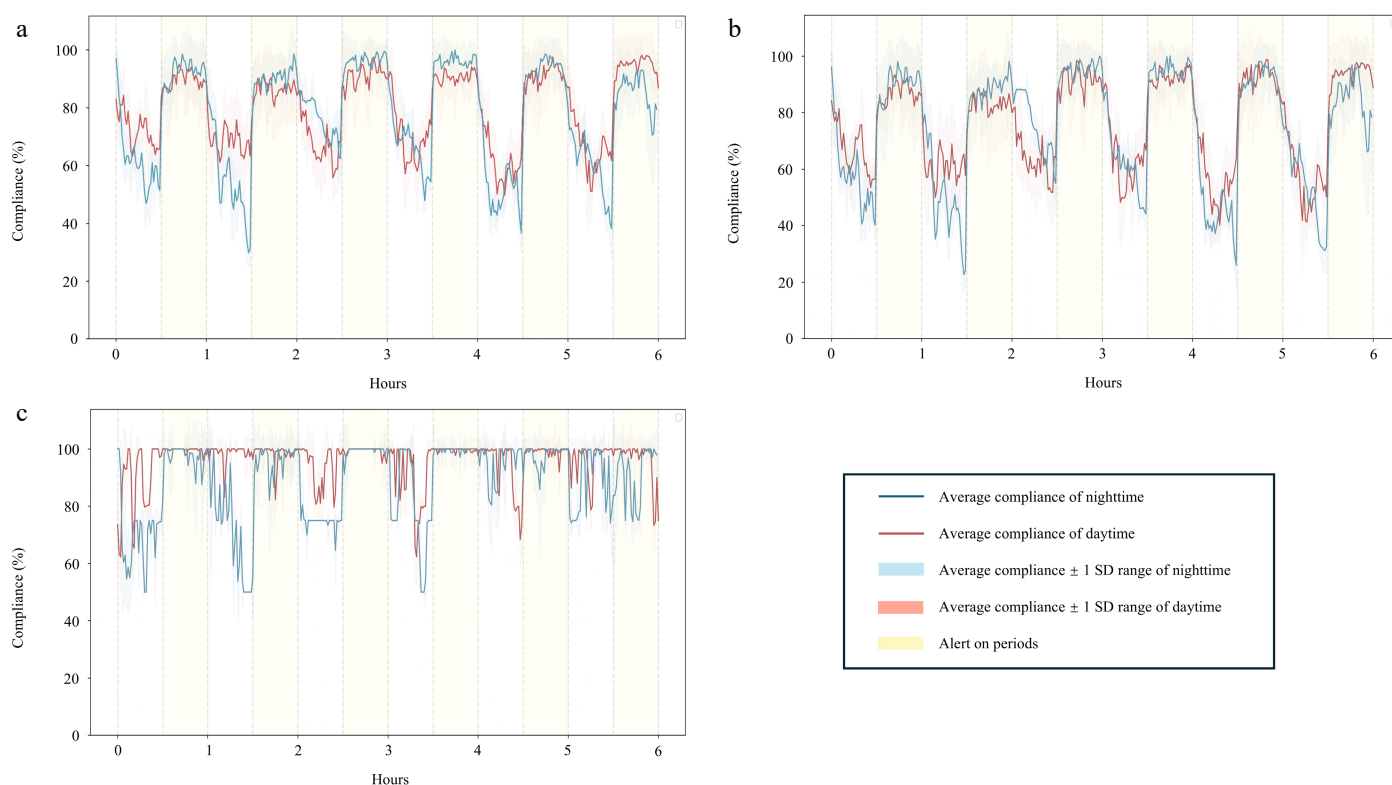 a
Compliance (%)
100
80
60
40
20
0
0 1 2 3 4 5 6
Hours
b
Compliance (%)
100
80
60
40
20
0
0 1 2 3 4 5 6
Hours
c
Compliance (%)
100
80
60
40
20
0
0 1 2 3 4 5 6
Hours
Average compliance of nighttime
Average compliance of daytime
Average compliance ± 1 SD range of nighttime
Average compliance ± 1 SD range of daytime
Alert on periods